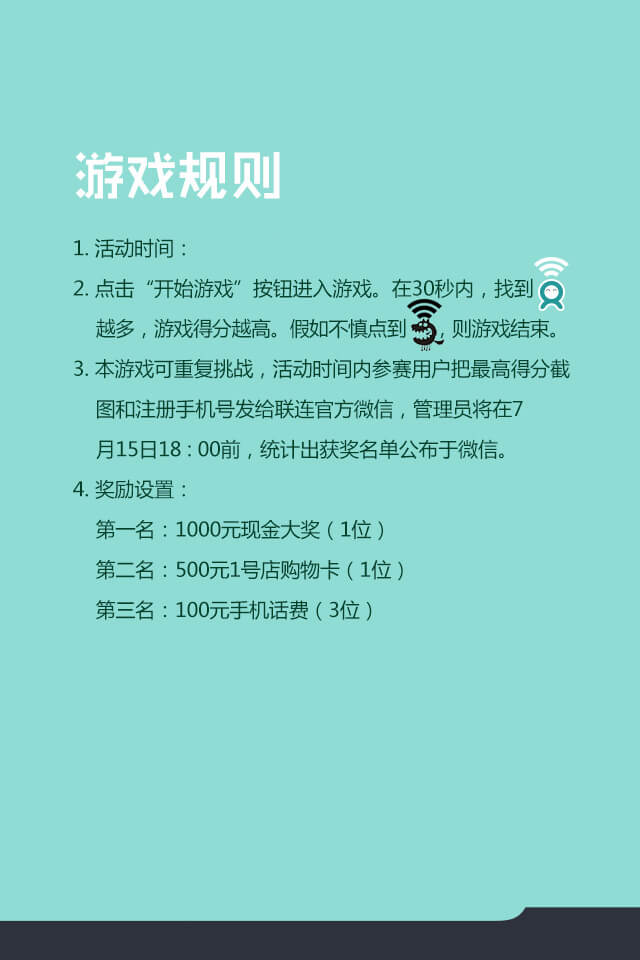 游戏规则
1. 活动时间：
2. 点击“开始游戏”按钮进入游戏。在30秒内，找到
越多，游戏得分越高。假如不慎点到，则游戏结束。
3. 本游戏可重复挑战，活动时间内参赛用户把最高得分截
图和注册手机号发给联连官方微信，管理员将在7
月15日18：00前，统计出获奖名单公布于微信。
4. 奖励设置：
第一名：1000元现金大奖（1位）
第二名：500元1号店购物卡（1位）
第三名：100元手机话费（3位）